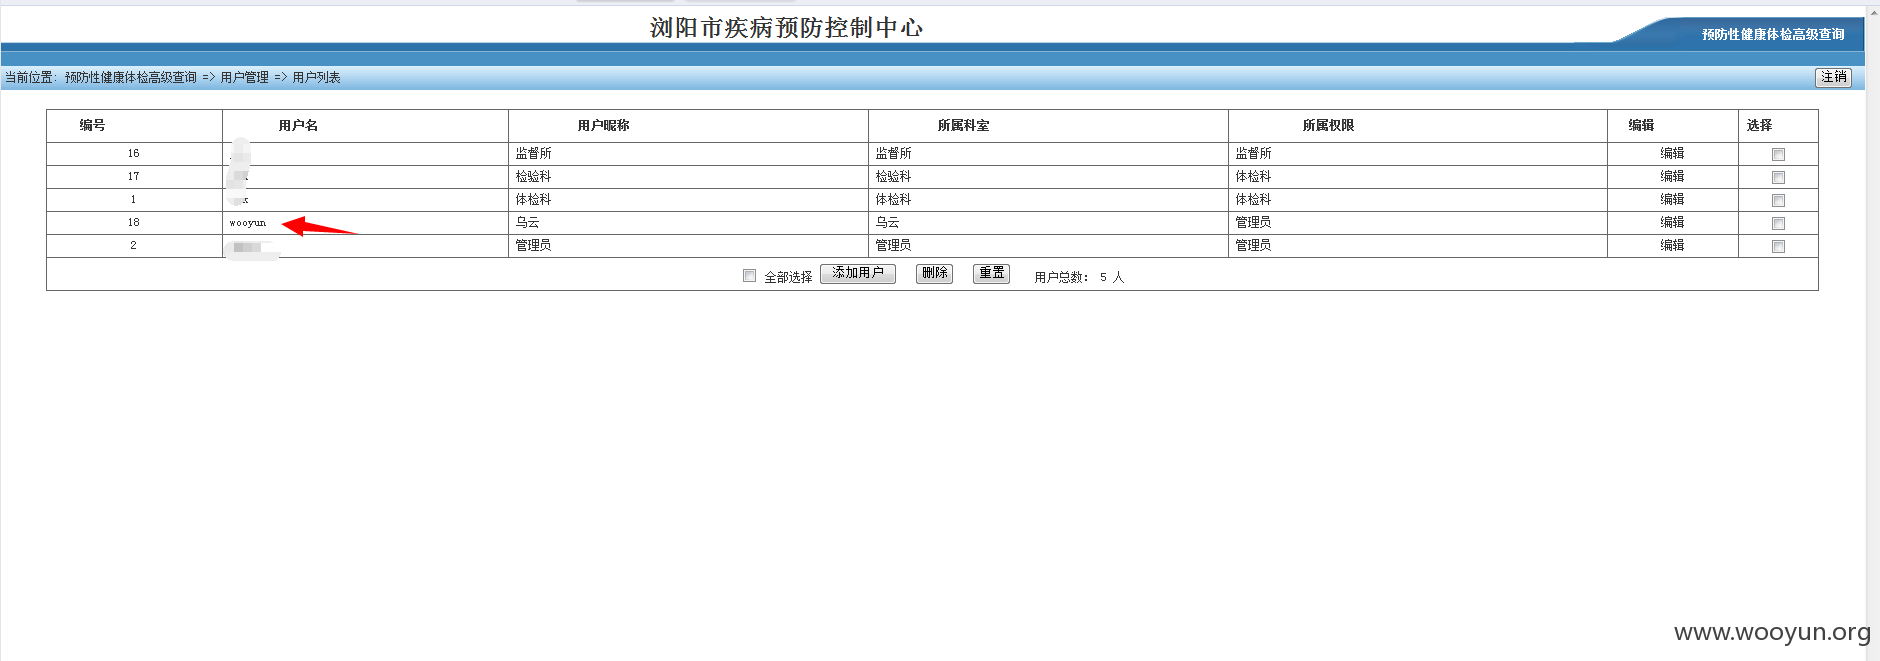 浏阳市疾病预防控制中心
预防性健康体检高级查询
当前位置: 预防性健康体检高级查询 => 用户管理 => 用户列表 注销
编号 用户名 用户昵称 所属科室 所属权限 编辑 选择
16 监督所 监督所 监督所 编辑
17 检验科 检验科 体检科 编辑
1 体检科 体检科 体检科 编辑
18 wooyun 乌云 乌云 管理员 编辑
2 管理员 管理员 管理员 编辑
全部选择 添加用户 删除 重置 用户总数: 5 人
www.wooyun.org